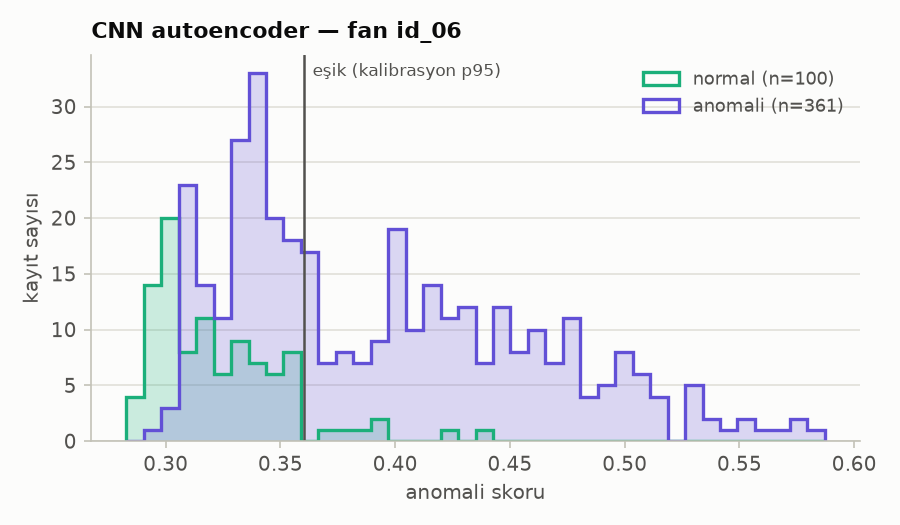 CNN autoencoder — fan id_06
eşik (kalibrasyon p95)
normal (n=100)
anomali (n=361)
kayıt sayısı
30
25
20
15
10
5
0
0.30 0.35 0.40 0.45 0.50 0.55 0.60
anomali skoru